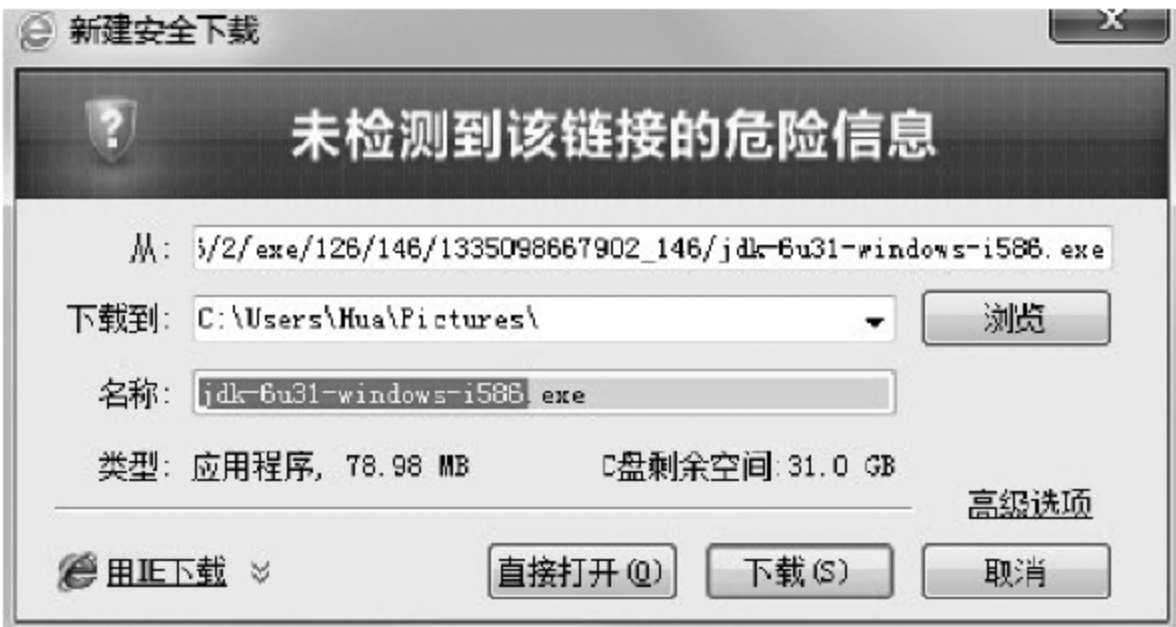 新建安全下载
X
?
未检测到该链接的危险信息
从: /2/exe/126/146/1335098667902_146/jdk-6u31-windows-i586.exe
下载到: C:\Users\Hua\Pictures\ 浏览
名称: jdk-6u31-windows-i586.exe
类型: 应用程序, 78.98 MB C盘剩余空间:31.0 GB
高级选项
用IE下载 直接打开(O) 下载(S) 取消